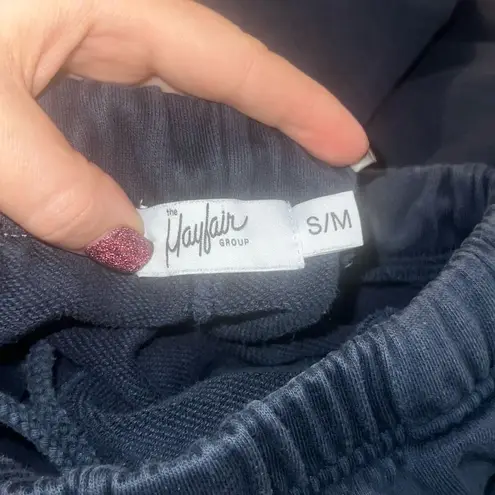 the
Mayfair
GROUP
S/M